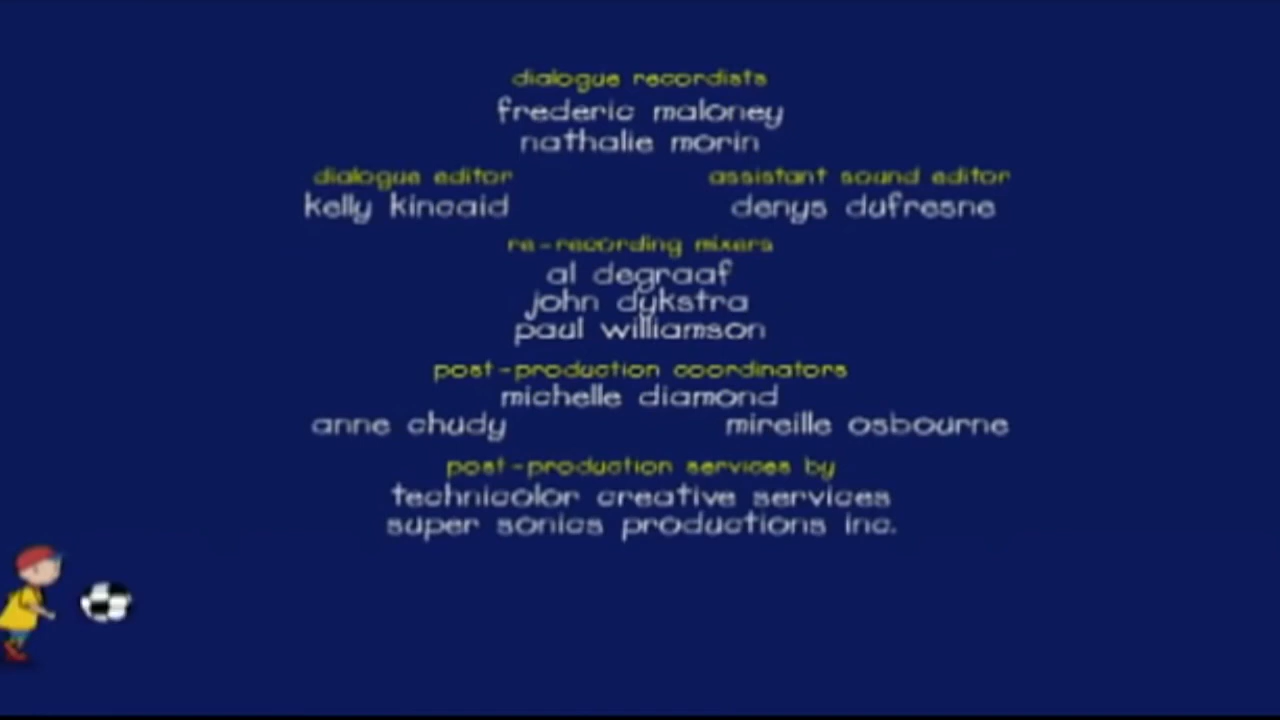 dialogue recordists
frederic maloney
nathalie morin
dialogue editor assistant sound editor
kelly kincaid denys dufresne
re-recording mixers
al degraaf
john dykstra
paul williamson
post-production coordinators
michelle diamond
anne chudy mireille osbourne
post-production services by
technicolor creative services
super sonics productions inc.